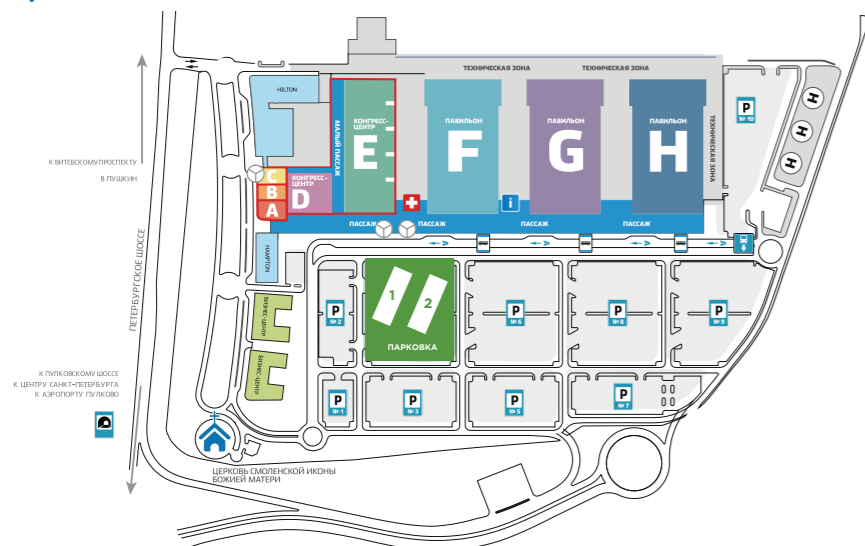 ТЕХНИЧЕСКАЯ ЗОНА
ТЕХНИЧЕСКАЯ ЗОНА
HILTON
МАЛЫЙ ПАССАЖ
КОНГРЕСС-
ЦЕНТР
E
ПАВИЛЬОН
F
ПАВИЛЬОН
G
ПАВИЛЬОН
H
ТЕХНИЧЕСКАЯ ЗОНА
P
№ 10
H
H
H
К ВИТЕБСКОМУ ПРОСПЕКТУ
В ПУШКИН
C
B
A
КОНГРЕСС-
ЦЕНТР
D
i
ПАССАЖ
ПАССАЖ
ПАССАЖ
ПАССАЖ
A
A
A
A
ПЕТЕРБУРГСКОЕ ШОССЕ
HAMPTON
БИЗНЕС-ЦЕНТР
БИЗНЕС-ЦЕНТР
P
№ 2
1
2
ПАРКОВКА
P
№ 6
P
№ 8
P
№ 9
К ПУЛКОВСКОМУ ШОССЕ
К ЦЕНТРУ САНКТ-ПЕТЕРБУРГА
К АЭРОПОРТУ ПУЛКОВО
P
№ 1
P
№ 3
P
№ 5
P
№ 7
ЦЕРКОВЬ СМОЛЕНСКОЙ ИКОНЫ
БОЖИЕЙ МАТЕРИ